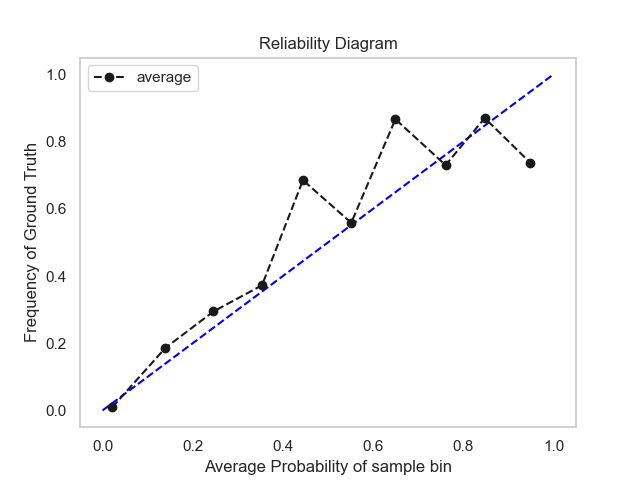 Reliability Diagram
average
1.0
0.8
0.6
0.4
0.2
0.0
Frequency of Ground Truth
0.0 0.2 0.4 0.6 0.8 1.0
Average Probability of sample bin